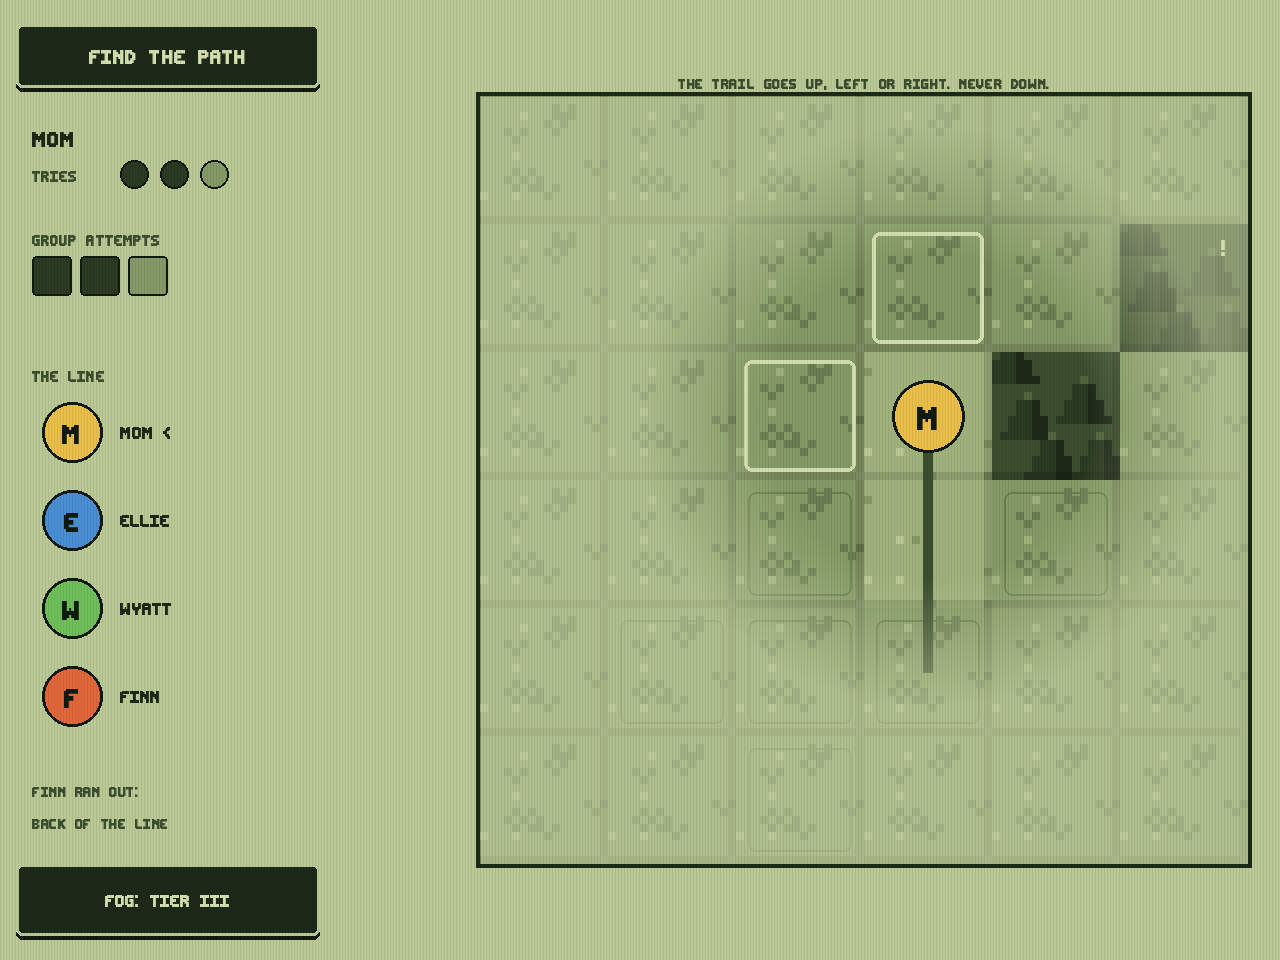 FIND THE PATH
THE TRAIL GOES UP, LEFT OR RIGHT. NEVER DOWN.
MOM
TRIES
GROUP ATTEMPTS
!
THE LINE
M MOM <
M
E ELLIE
W WYATT
F FINN
FINN RAN OUT:
BACK OF THE LINE
FOG: TIER III